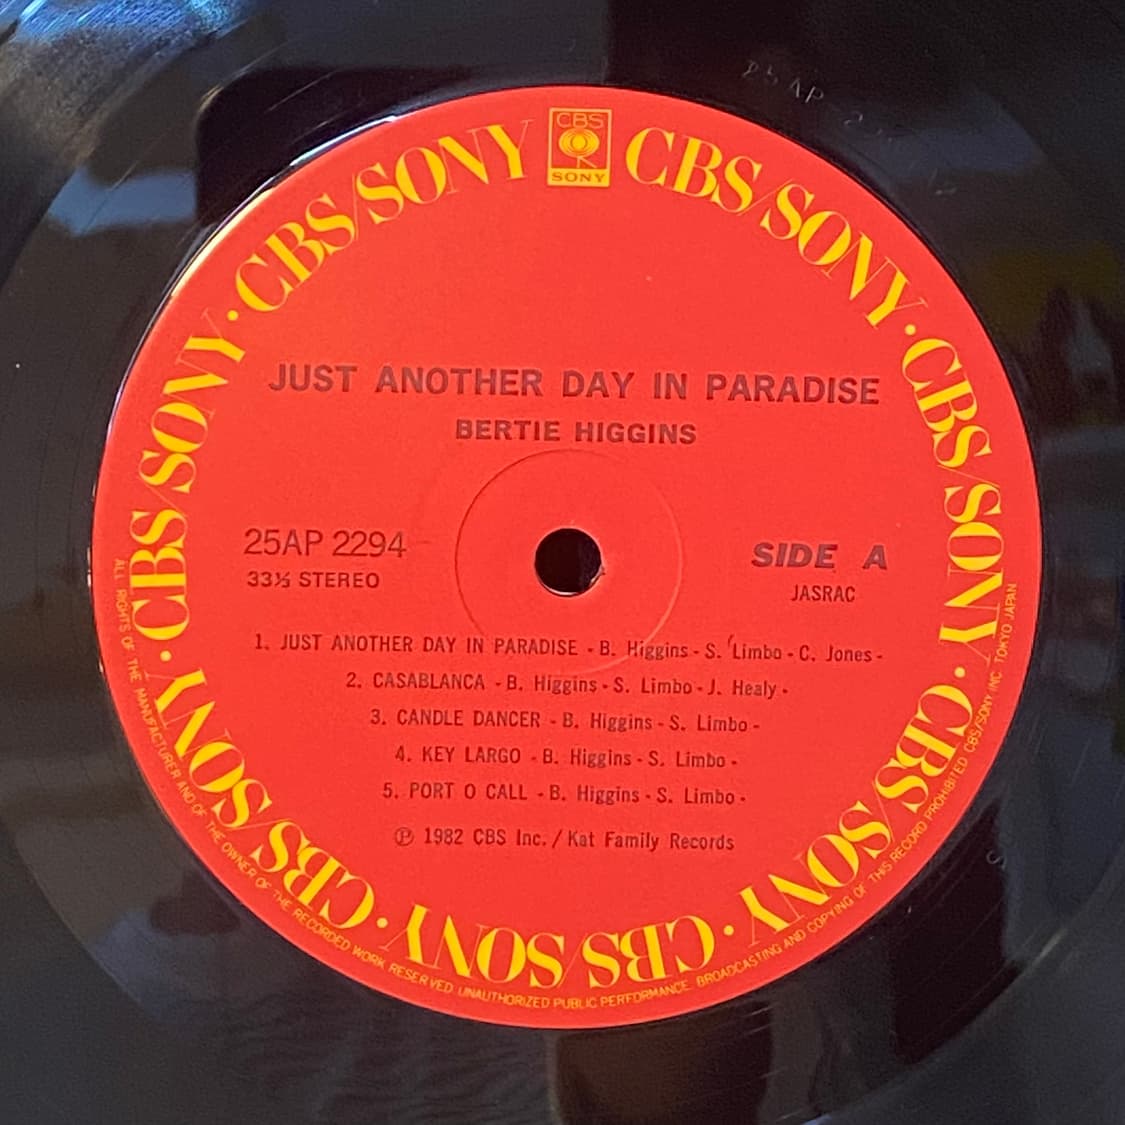 CBS
SONY
CBS/SONY · CBS/SONY · CBS/SONY · CBS/SONY · CBS/SONY · CBS/SONY · CBS/SONY · CBS/SONY
JUST ANOTHER DAY IN PARADISE
BERTIE HIGGINS
25AP 2294
33⅓ STEREO
SIDE A
JASRAC
1. JUST ANOTHER DAY IN PARADISE - B. Higgins - S. Limbo - C. Jones -
2. CASABLANCA - B. Higgins - S. Limbo - J. Healy -
3. CANDLE DANCER - B. Higgins - S. Limbo -
4. KEY LARGO - B. Higgins - S. Limbo -
5. PORT O CALL - B. Higgins - S. Limbo -
Ⓟ 1982 CBS Inc. / Kat Family Records
ALL RIGHTS OF THE MANUFACTURER AND OF THE OWNER OF THE RECORDED WORK RESERVED. UNAUTHORIZED PUBLIC PERFORMANCE, BROADCASTING AND COPYING OF THIS RECORD PROHIBITED CBS/SONY INC. TOKYO JAPAN
25AP